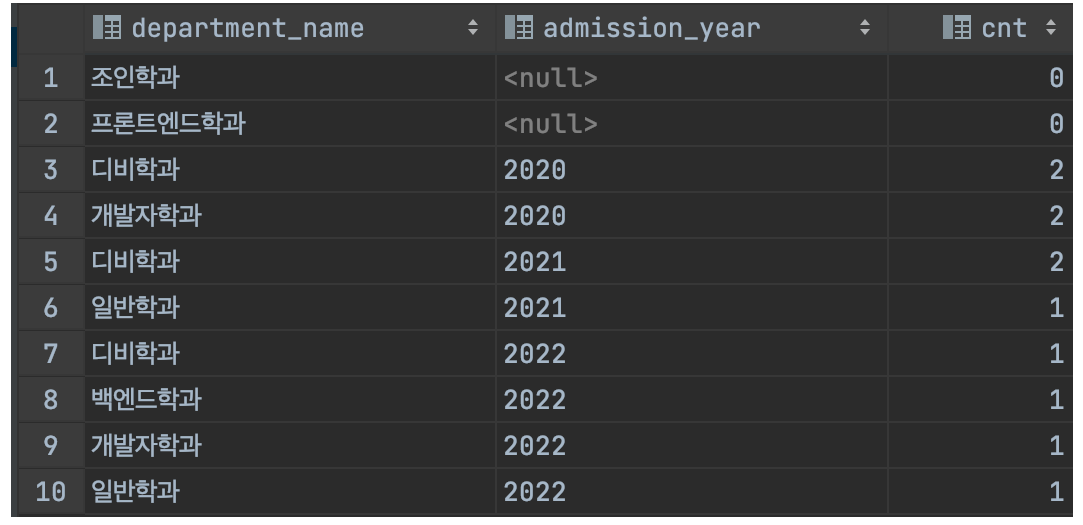 department_name admission_year cnt
1 조인학과 <null> 0
2 프론트엔드학과 <null> 0
3 디비학과 2020 2
4 개발자학과 2020 2
5 디비학과 2021 2
6 일반학과 2021 1
7 디비학과 2022 1
8 백엔드학과 2022 1
9 개발자학과 2022 1
10 일반학과 2022 1